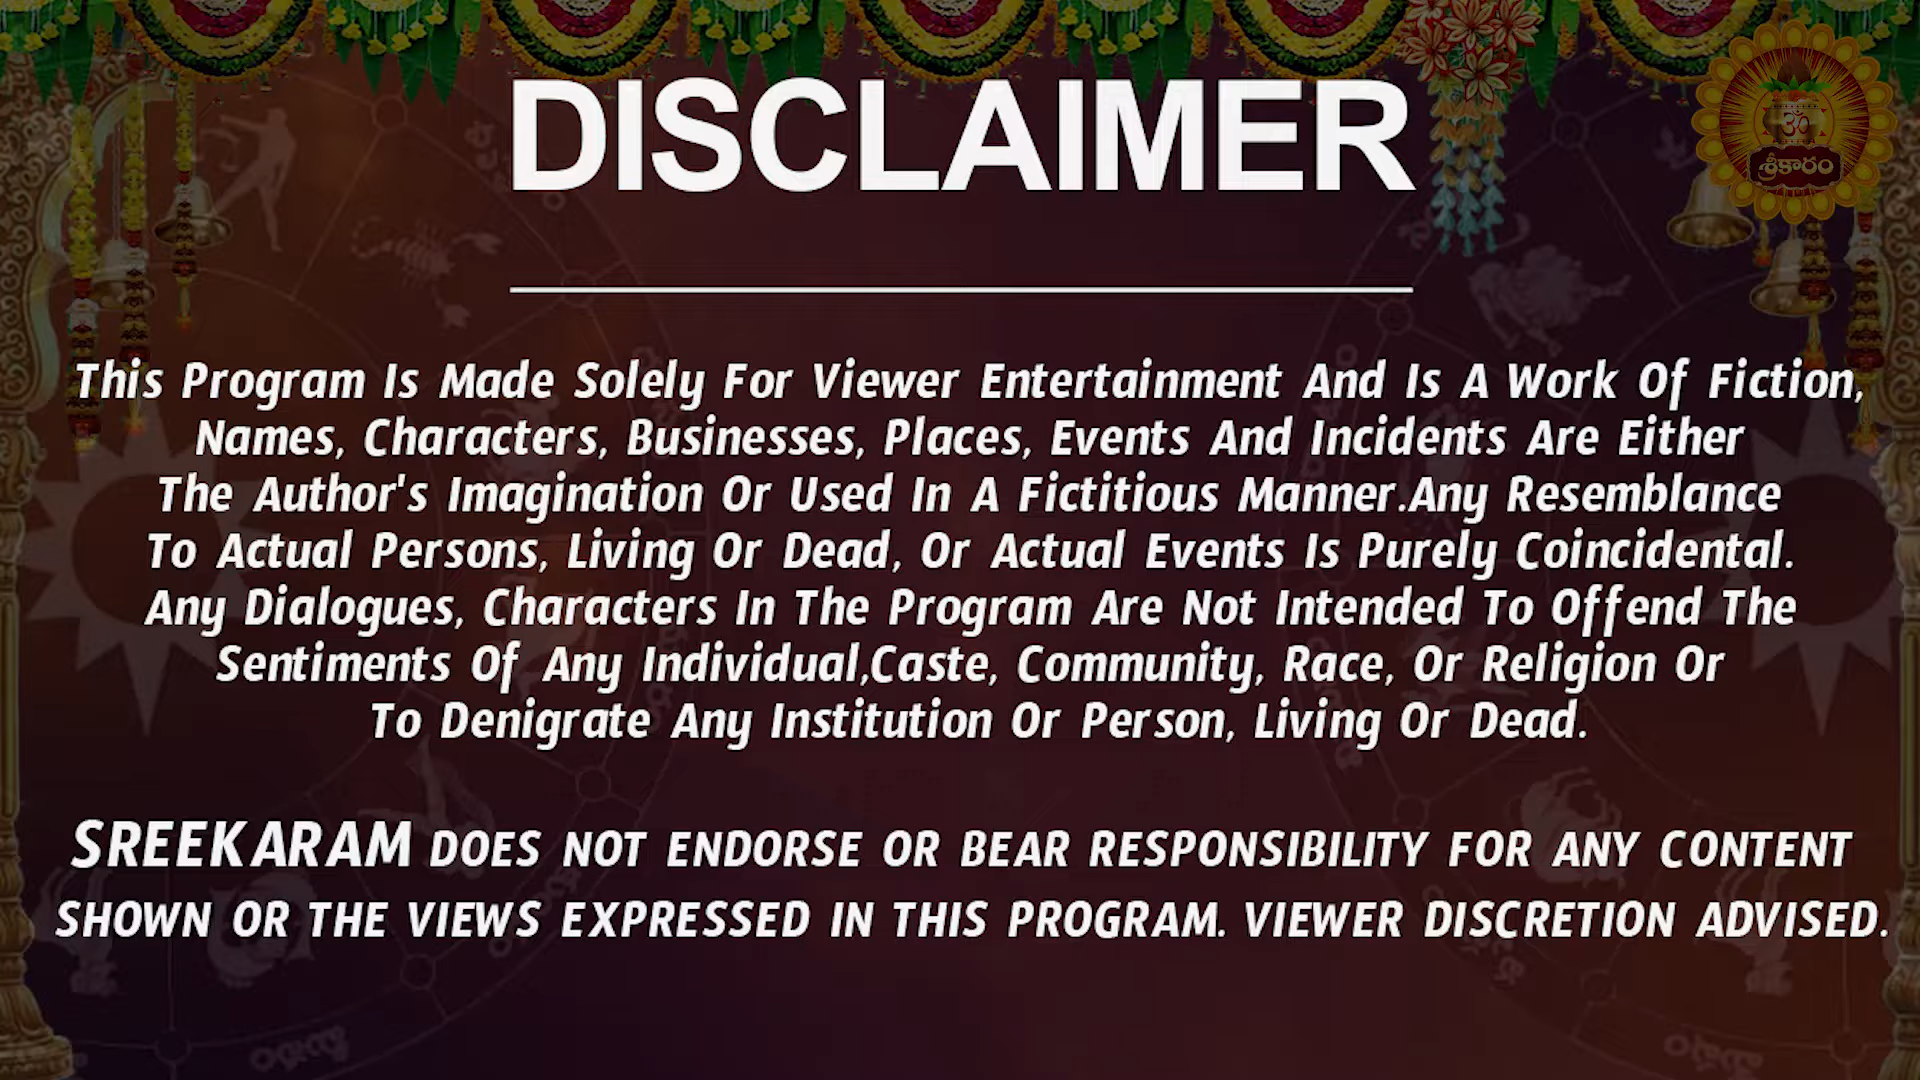 DISCLAIMER
ॐ
శ్రీకారం
This Program Is Made Solely For Viewer Entertainment And Is A Work Of Fiction,
Names, Characters, Businesses, Places, Events And Incidents Are Either
The Author's Imagination Or Used In A Fictitious Manner.Any Resemblance
To Actual Persons, Living Or Dead, Or Actual Events Is Purely Coincidental.
Any Dialogues, Characters In The Program Are Not Intended To Offend The
Sentiments Of Any Individual,Caste, Community, Race, Or Religion Or
To Denigrate Any Institution Or Person, Living Or Dead.
SREEKARAM DOES NOT ENDORSE OR BEAR RESPONSIBILITY FOR ANY CONTENT
SHOWN OR THE VIEWS EXPRESSED IN THIS PROGRAM. VIEWER DISCRETION ADVISED.